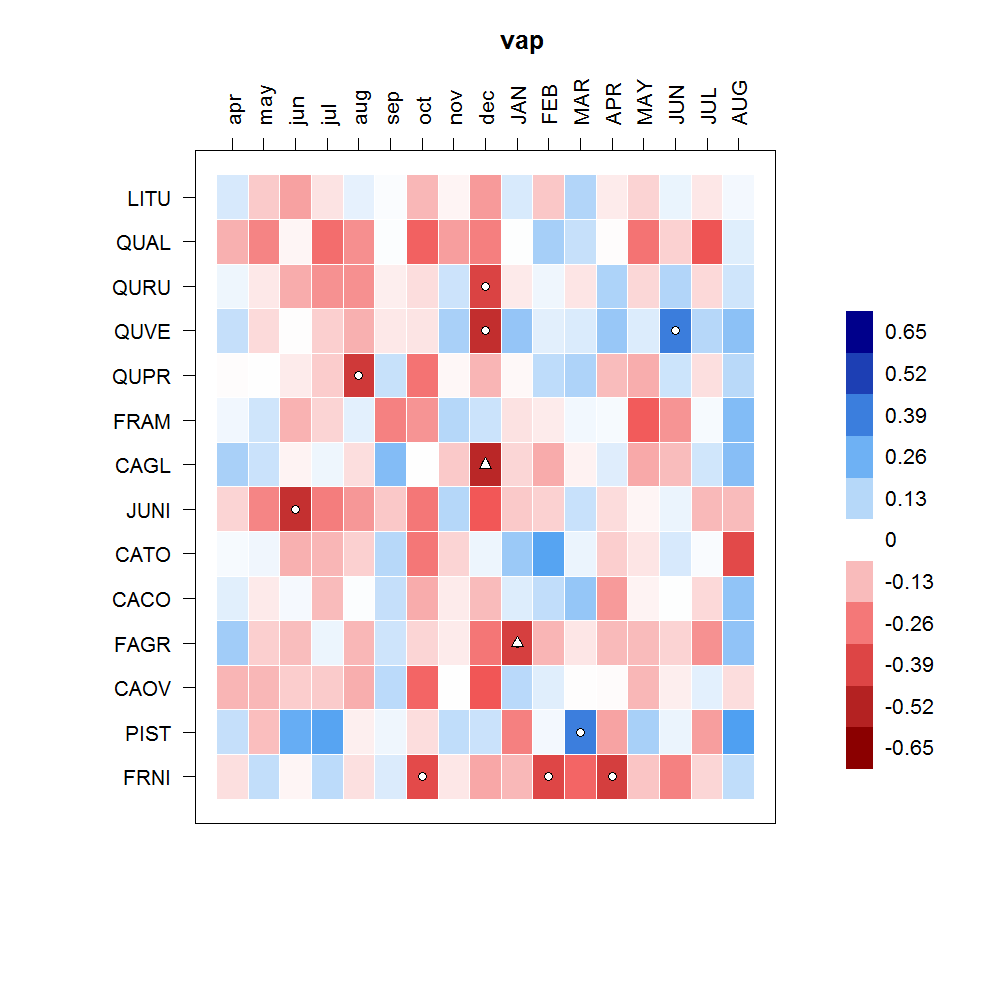 vap
apr may jun jul aug sep oct nov dec JAN FEB MAR APR MAY JUN JUL AUG
LITU
QUAL
QURU
QUVE
QUPR
FRAM
CAGL
JUNI
CATO
CACO
FAGR
CAOV
PIST
FRNI
0.65
0.52
0.39
0.26
0.13
0
-0.13
-0.26
-0.39
-0.52
-0.65